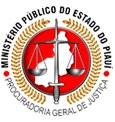 MINISTÉRIO PÚBLICO DO ESTADO DO PIAUÍ
PROCURADORIA GERAL DE JUSTIÇA